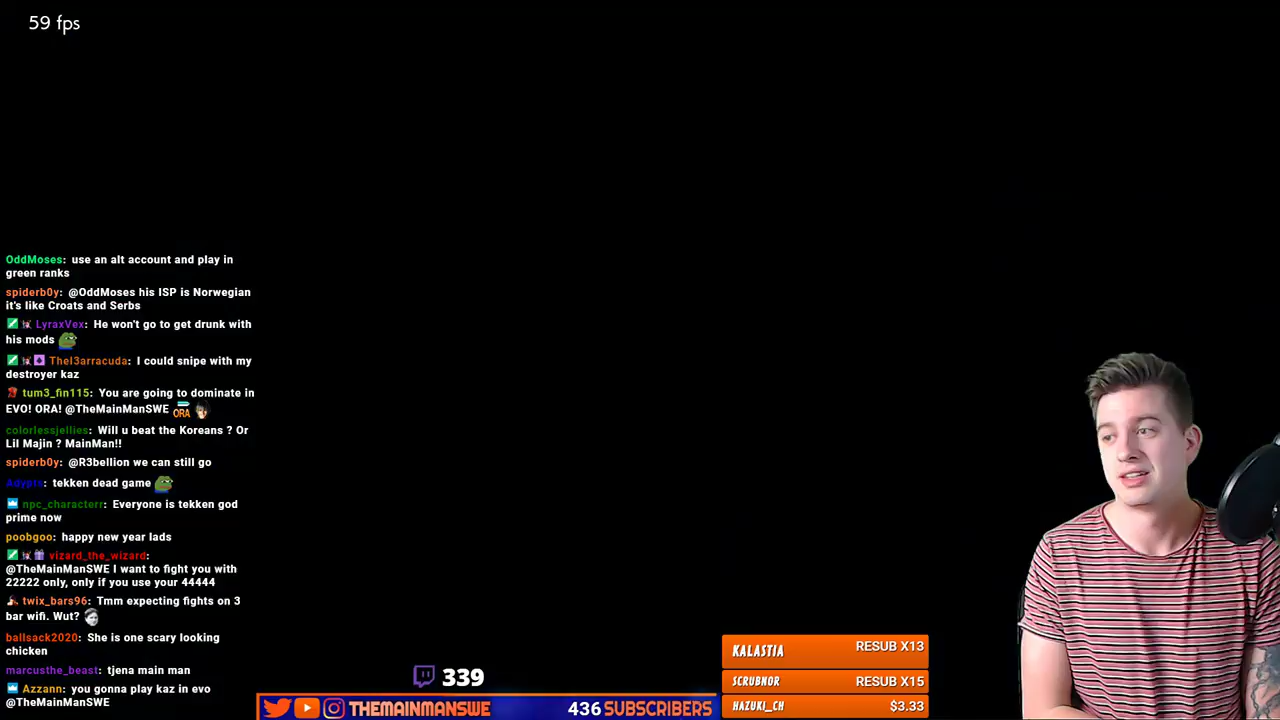 59 fps
OddMoses: use an alt account and play in
green ranks
spiderb0y: @OddMoses his ISP is Norwegian
it's like Croats and Serbs
LyraxVex: He won't go to get drunk with
his mods
TheI3arracuda: I could snipe with my
destroyer kaz
tum3_fin115: You are going to dominate in
EVO! ORA! @TheMainManSWE ORA
colorlessjellies: Will u beat the Koreans ? Or
Lil Majin ? MainMan!!
spiderb0y: @R3bellion we can still go
Adypts: tekken dead game
npc_characterr: Everyone is tekken god
prime now
poobgoo: happy new year lads
vizard_the_wizard:
@TheMainManSWE I want to fight you with
22222 only, only if you use your 44444
twix_bars96: Tmm expecting fights on 3
bar wifi. Wut?
ballsack2020: She is one scary looking
chicken
marcusthe_beast: tjena main man
Azzann: you gonna play kaz in evo
@TheMainManSWE
339
THEMAINMANSWE
436 SUBSCRIBERS
KALASTIA RESUB X13
SCRUBNOR RESUB X15
HAZUKI_CH $3.33